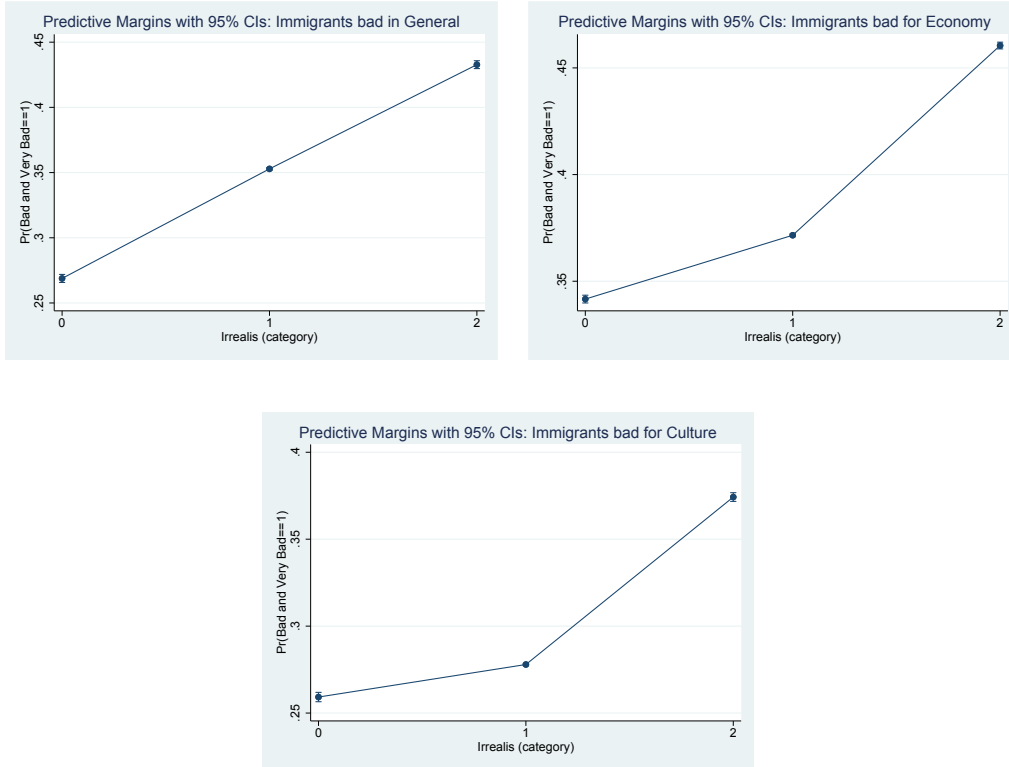 Predictive Margins with 95% CIs: Immigrants bad in General
Pr(Bad and Very Bad==1)
.45
.4
.35
.3
.25
0 1 2
Irrealis (category)
Predictive Margins with 95% CIs: Immigrants bad for Economy
Pr(Bad and Very Bad==1)
.45
.4
.35
0 1 2
Irrealis (category)
Predictive Margins with 95% CIs: Immigrants bad for Culture
Pr(Bad and Very Bad==1)
.4
.35
.3
.25
0 1 2
Irrealis (category)